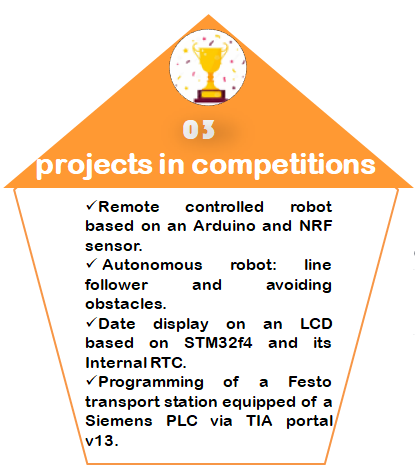 03
projects in competitions
✓Remote controlled robot
based on an Arduino and NRF
sensor.
✓Autonomous robot: line
follower and avoiding
obstacles.
✓Date display on an LCD
based on STM32f4 and its
Internal RTC.
✓Programming of a Festo
transport station equipped of a
Siemens PLC via TIA portal
v13.